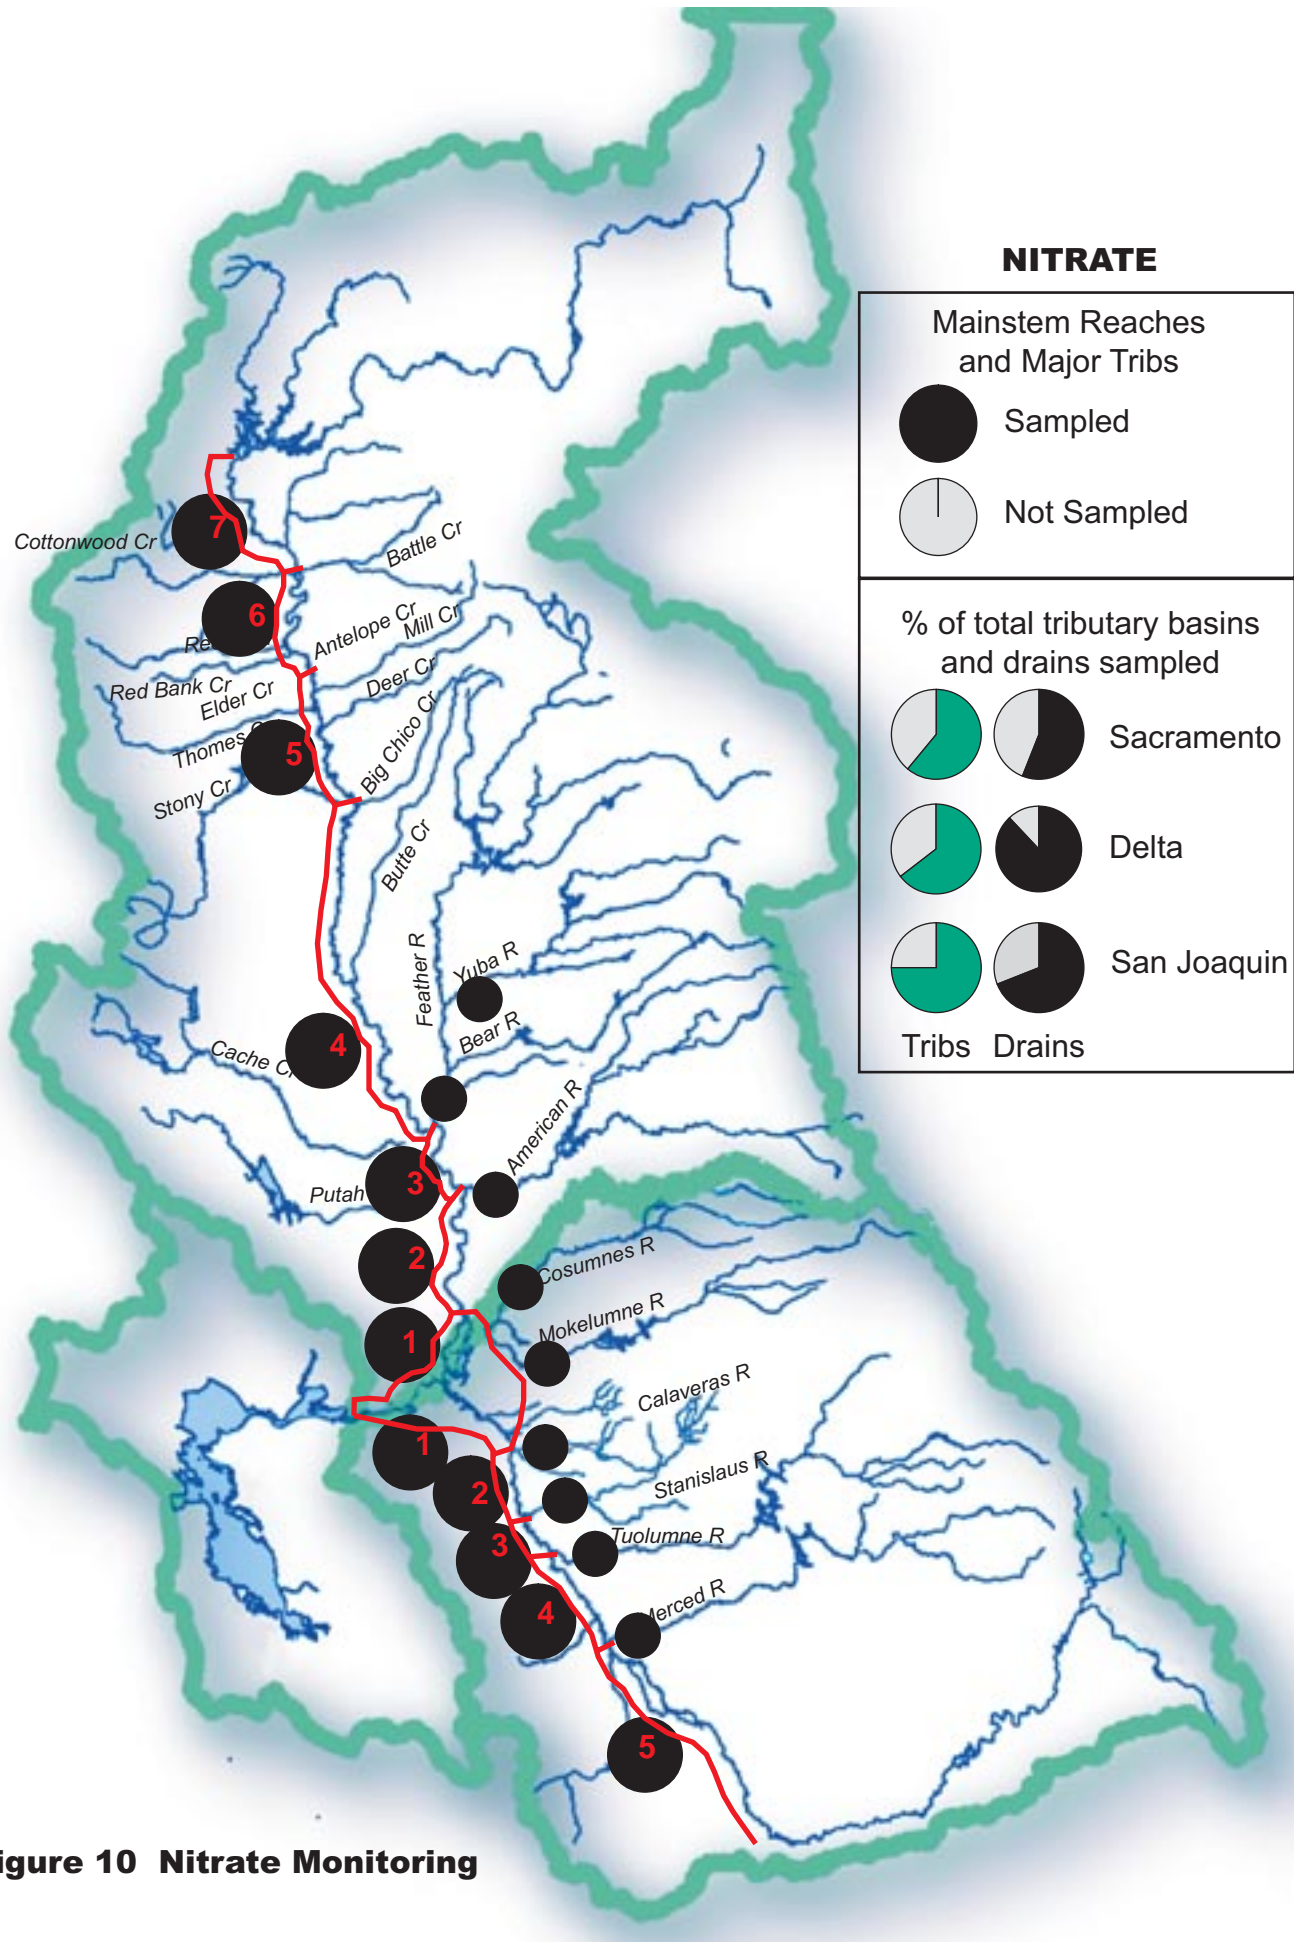 NITRATE
Mainstem Reaches
and Major Tribs
Sampled
Not Sampled
% of total tributary basins
and drains sampled
Sacramento
Delta
San Joaquin
Tribs Drains
7
Cottonwood Cr
Battle Cr
6
Antelope Cr
Mill Cr
Red Bank Cr
Elder Cr
Deer Cr
Thomes
5
Big Chico Cr
Stony Cr
Butte Cr
Feather R
Yuba R
Bear R
4
Cache Cr
American R
3
Putah
2
Cosumnes R
1
Mokelumne R
Calaveras R
1
2
Stanislaus R
3
Tuolumne R
4
Merced R
5
igure 10 Nitrate Monitoring